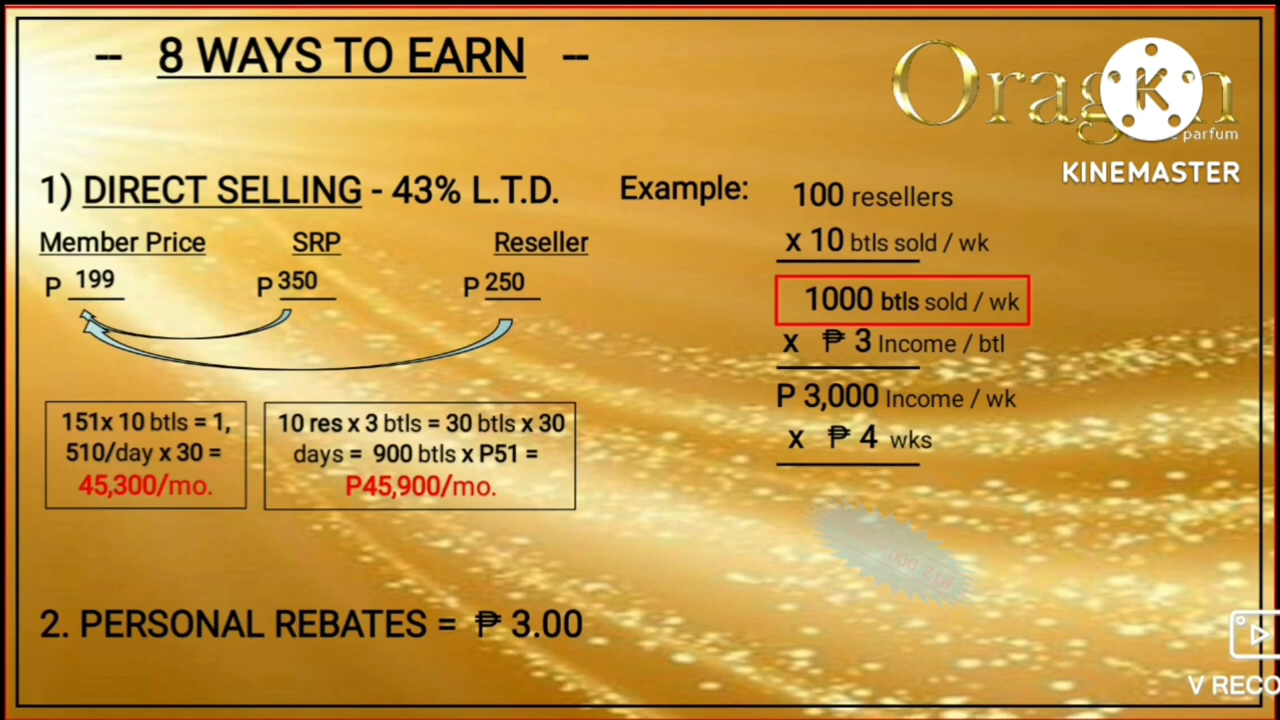 -- 8 WAYS TO EARN --
parfum
KINEMASTER
1) DIRECT SELLING - 43% L.T.D.
Member Price SRP Reseller
P 199 P 350 P 250
151x 10 btls = 1,
510/day x 30 =
45,300/mo.
10 res x 3 btls = 30 btls x 30
days = 900 btls x P51 =
P45,900/mo.
Example:
100 resellers
x 10 btls sold / wk
1000 btls sold / wk
x ₱ 3 Income / btl
P 3,000 Income / wk
x ₱ 4 wks
2. PERSONAL REBATES = ₱ 3.00